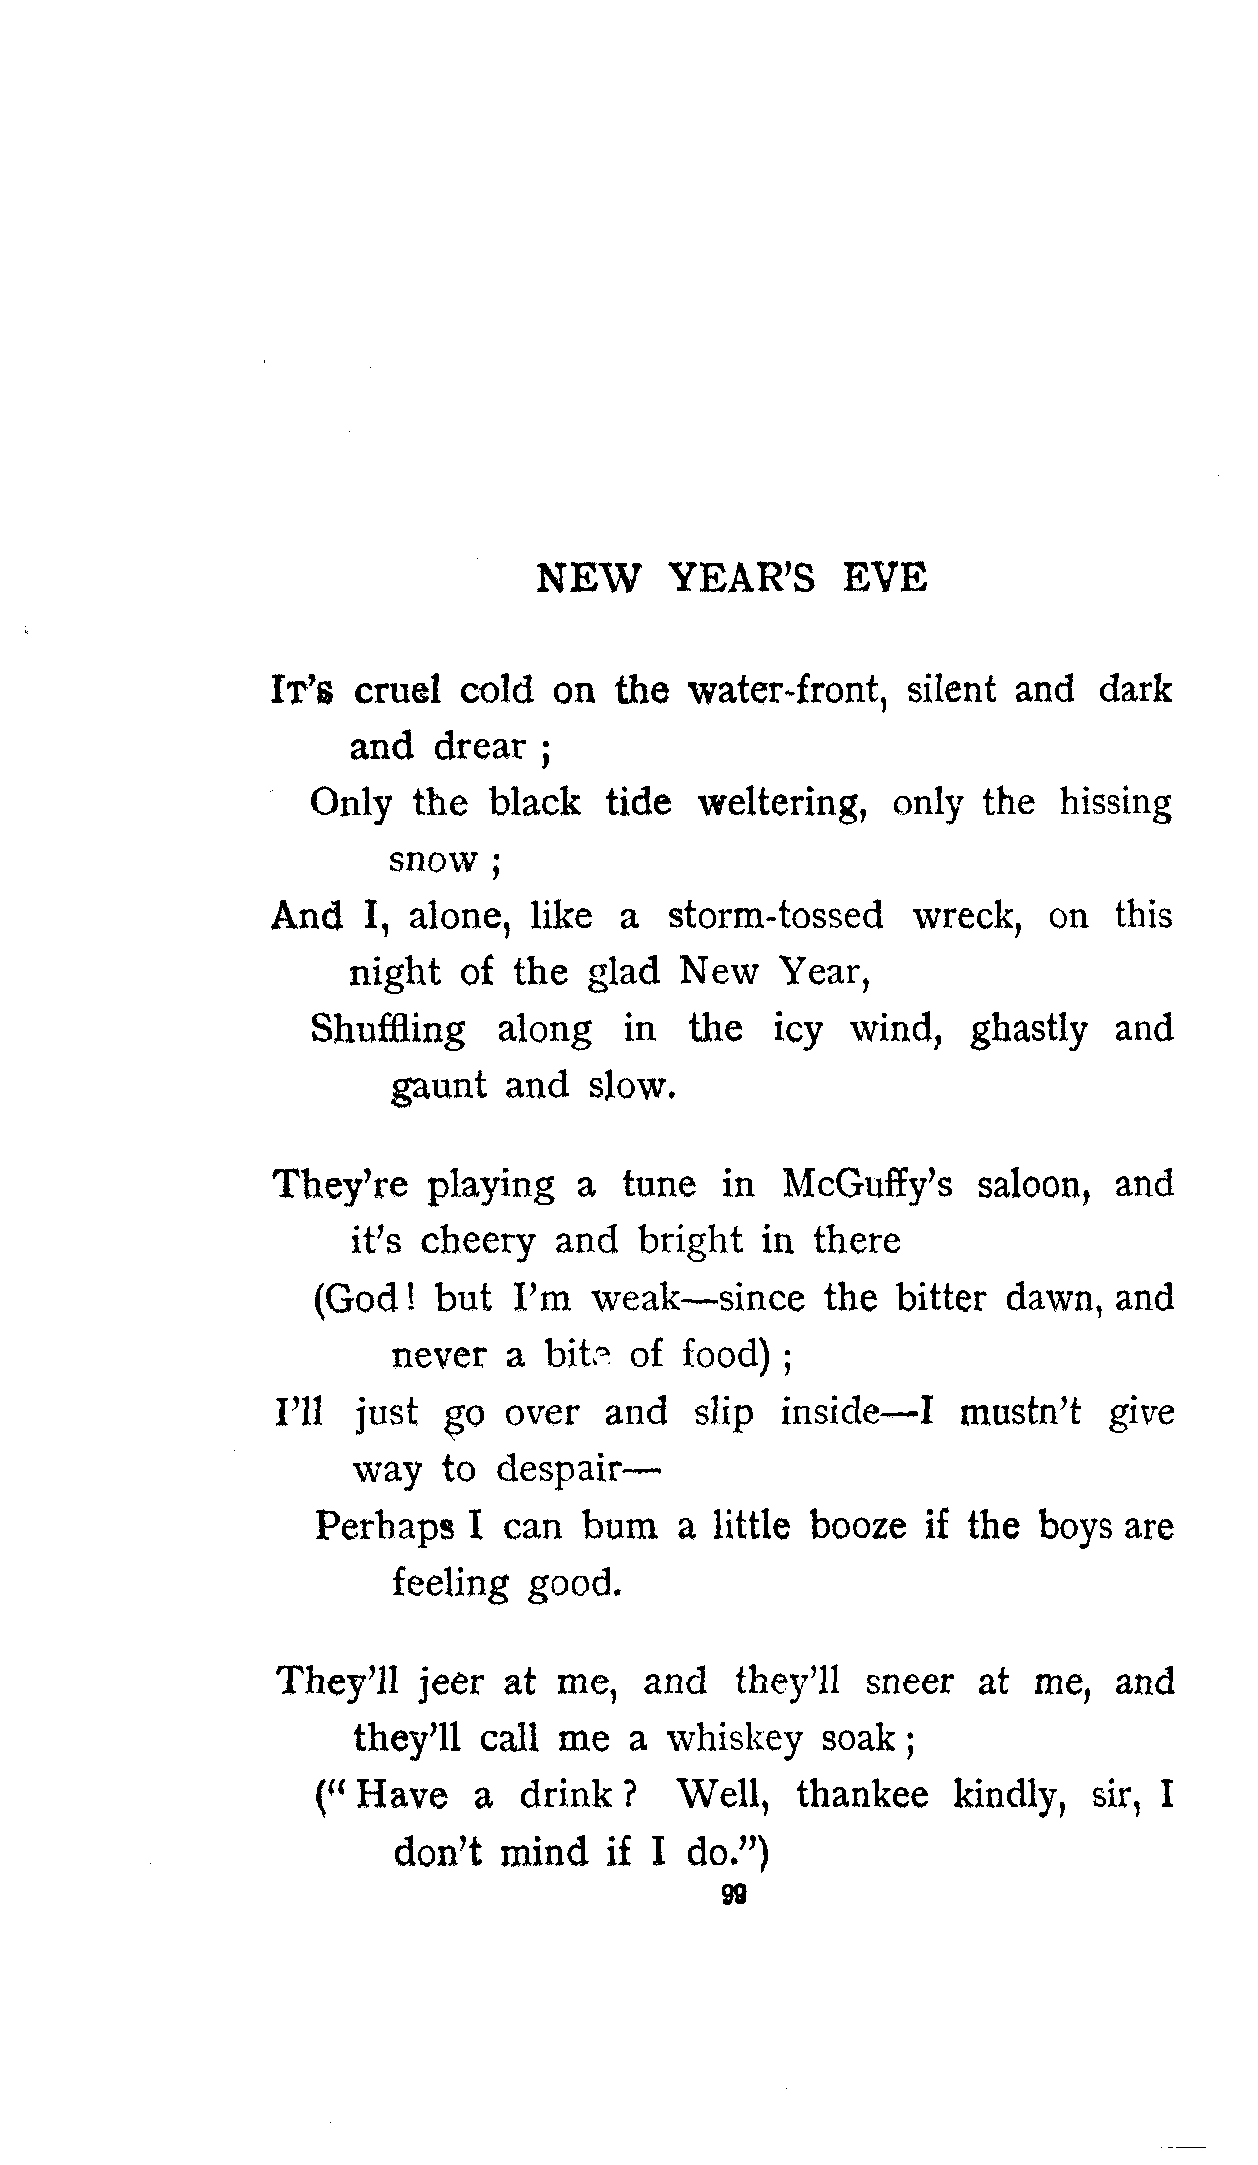 NEW YEAR'S EVE
IT's cruel cold on the water-front, silent and dark
and drear ;
Only the black tide weltering, only the hissing
snow ;
And I, alone, like a storm-tossed wreck, on this
night of the glad New Year,
Shuffling along in the icy wind, ghastly and
gaunt and slow.
They're playing a tune in McGuffy's saloon, and
it's cheery and bright in there
(God! but I'm weak—since the bitter dawn, and
never a bite of food) ;
I'll just go over and slip inside—I mustn't give
way to despair—
Perhaps I can bum a little booze if the boys are
feeling good.
They'll jeer at me, and they'll sneer at me, and
they'll call me a whiskey soak ;
(“ Have a drink ? Well, thankee kindly, sir, I
don't mind if I do.”)
99